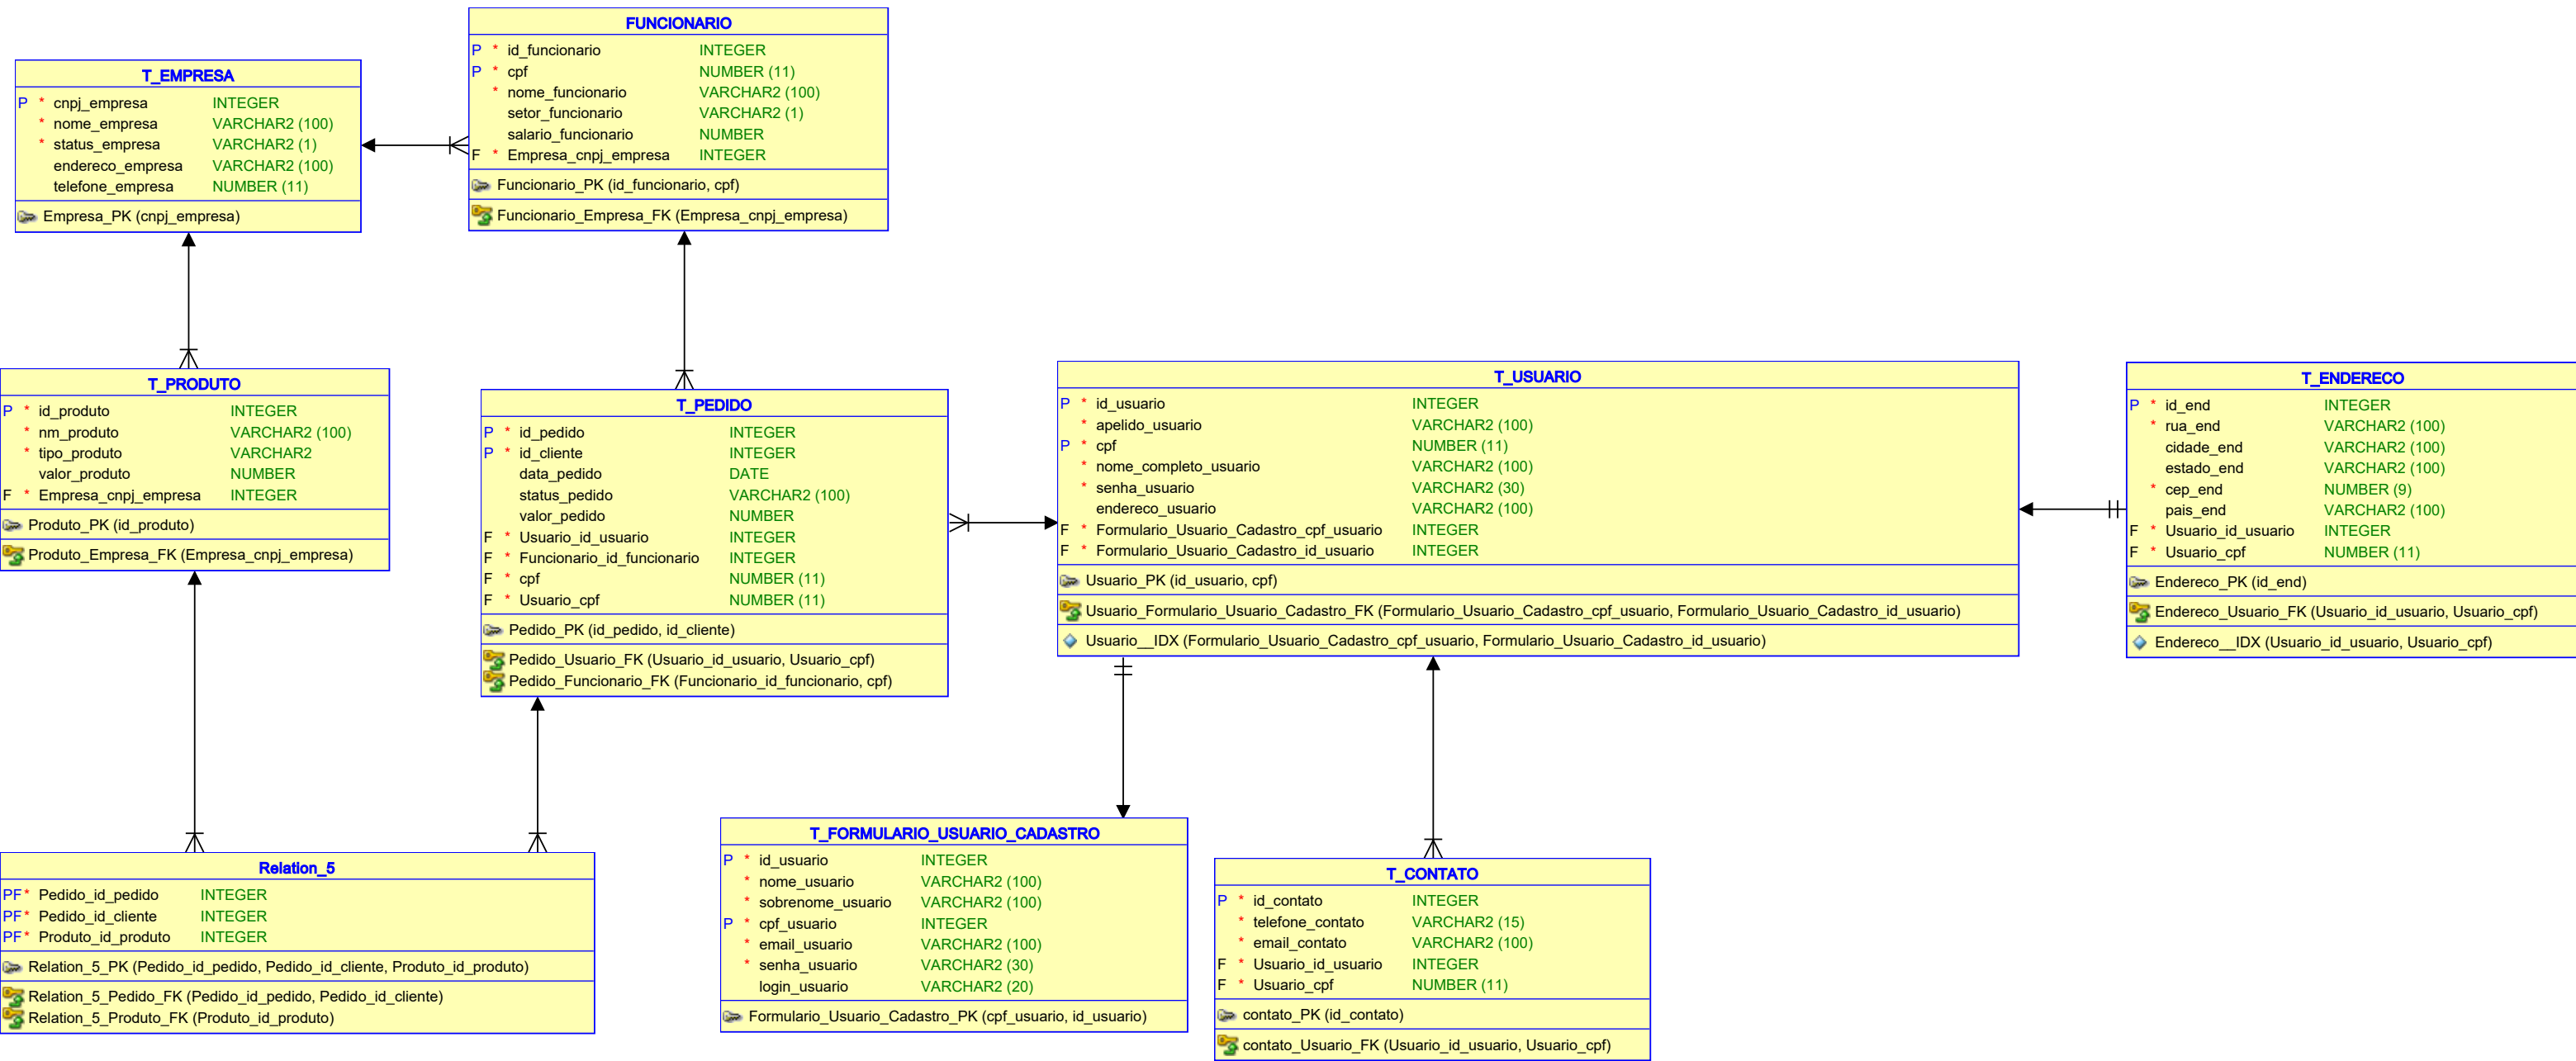 FUNCIONARIO
P * id_funcionario INTEGER
P * cpf NUMBER (11)
* nome_funcionario VARCHAR2 (100)
setor_funcionario VARCHAR2 (1)
salario_funcionario NUMBER
F * Empresa_cnpj_empresa INTEGER
Funcionario_PK (id_funcionario, cpf)
Funcionario_Empresa_FK (Empresa_cnpj_empresa)
T_EMPRESA
P * cnpj_empresa INTEGER
* nome_empresa VARCHAR2 (100)
* status_empresa VARCHAR2 (1)
endereco_empresa VARCHAR2 (100)
telefone_empresa NUMBER (11)
Empresa_PK (cnpj_empresa)
T_PRODUTO
P * id_produto INTEGER
* nm_produto VARCHAR2 (100)
* tipo_produto VARCHAR2
valor_produto NUMBER
F * Empresa_cnpj_empresa INTEGER
Produto_PK (id_produto)
Produto_Empresa_FK (Empresa_cnpj_empresa)
T_PEDIDO
P * id_pedido INTEGER
P * id_cliente INTEGER
data_pedido DATE
status_pedido VARCHAR2 (100)
valor_pedido NUMBER
F * Usuario_id_usuario INTEGER
F * Funcionario_id_funcionario INTEGER
F * cpf NUMBER (11)
F * Usuario_cpf NUMBER (11)
Pedido_PK (id_pedido, id_cliente)
Pedido_Usuario_FK (Usuario_id_usuario, Usuario_cpf)
Pedido_Funcionario_FK (Funcionario_id_funcionario, cpf)
T_USUARIO
P * id_usuario INTEGER
* apelido_usuario VARCHAR2 (100)
P * cpf NUMBER (11)
* nome_completo_usuario VARCHAR2 (100)
* senha_usuario VARCHAR2 (30)
endereco_usuario VARCHAR2 (100)
F * Formulario_Usuario_Cadastro_cpf_usuario INTEGER
F * Formulario_Usuario_Cadastro_id_usuario INTEGER
Usuario_PK (id_usuario, cpf)
Usuario_Formulario_Usuario_Cadastro_FK (Formulario_Usuario_Cadastro_cpf_usuario, Formulario_Usuario_Cadastro_id_usuario)
Usuario__IDX (Formulario_Usuario_Cadastro_cpf_usuario, Formulario_Usuario_Cadastro_id_usuario)
T_ENDERECO
P * id_end INTEGER
* rua_end VARCHAR2 (100)
cidade_end VARCHAR2 (100)
estado_end VARCHAR2 (100)
* cep_end NUMBER (9)
pais_end VARCHAR2 (100)
F * Usuario_id_usuario INTEGER
F * Usuario_cpf NUMBER (11)
Endereco_PK (id_end)
Endereco_Usuario_FK (Usuario_id_usuario, Usuario_cpf)
Endereco__IDX (Usuario_id_usuario, Usuario_cpf)
Relation_5
PF * Pedido_id_pedido INTEGER
PF * Pedido_id_cliente INTEGER
PF * Produto_id_produto INTEGER
Relation_5_PK (Pedido_id_pedido, Pedido_id_cliente, Produto_id_produto)
Relation_5_Pedido_FK (Pedido_id_pedido, Pedido_id_cliente)
Relation_5_Produto_FK (Produto_id_produto)
T_FORMULARIO_USUARIO_CADASTRO
P * id_usuario INTEGER
* nome_usuario VARCHAR2 (100)
* sobrenome_usuario VARCHAR2 (100)
P * cpf_usuario INTEGER
* email_usuario VARCHAR2 (100)
* senha_usuario VARCHAR2 (30)
login_usuario VARCHAR2 (20)
Formulario_Usuario_Cadastro_PK (cpf_usuario, id_usuario)
T_CONTATO
P * id_contato INTEGER
* telefone_contato VARCHAR2 (15)
* email_contato VARCHAR2 (100)
F * Usuario_id_usuario INTEGER
F * Usuario_cpf NUMBER (11)
contato_PK (id_contato)
contato_Usuario_FK (Usuario_id_usuario, Usuario_cpf)